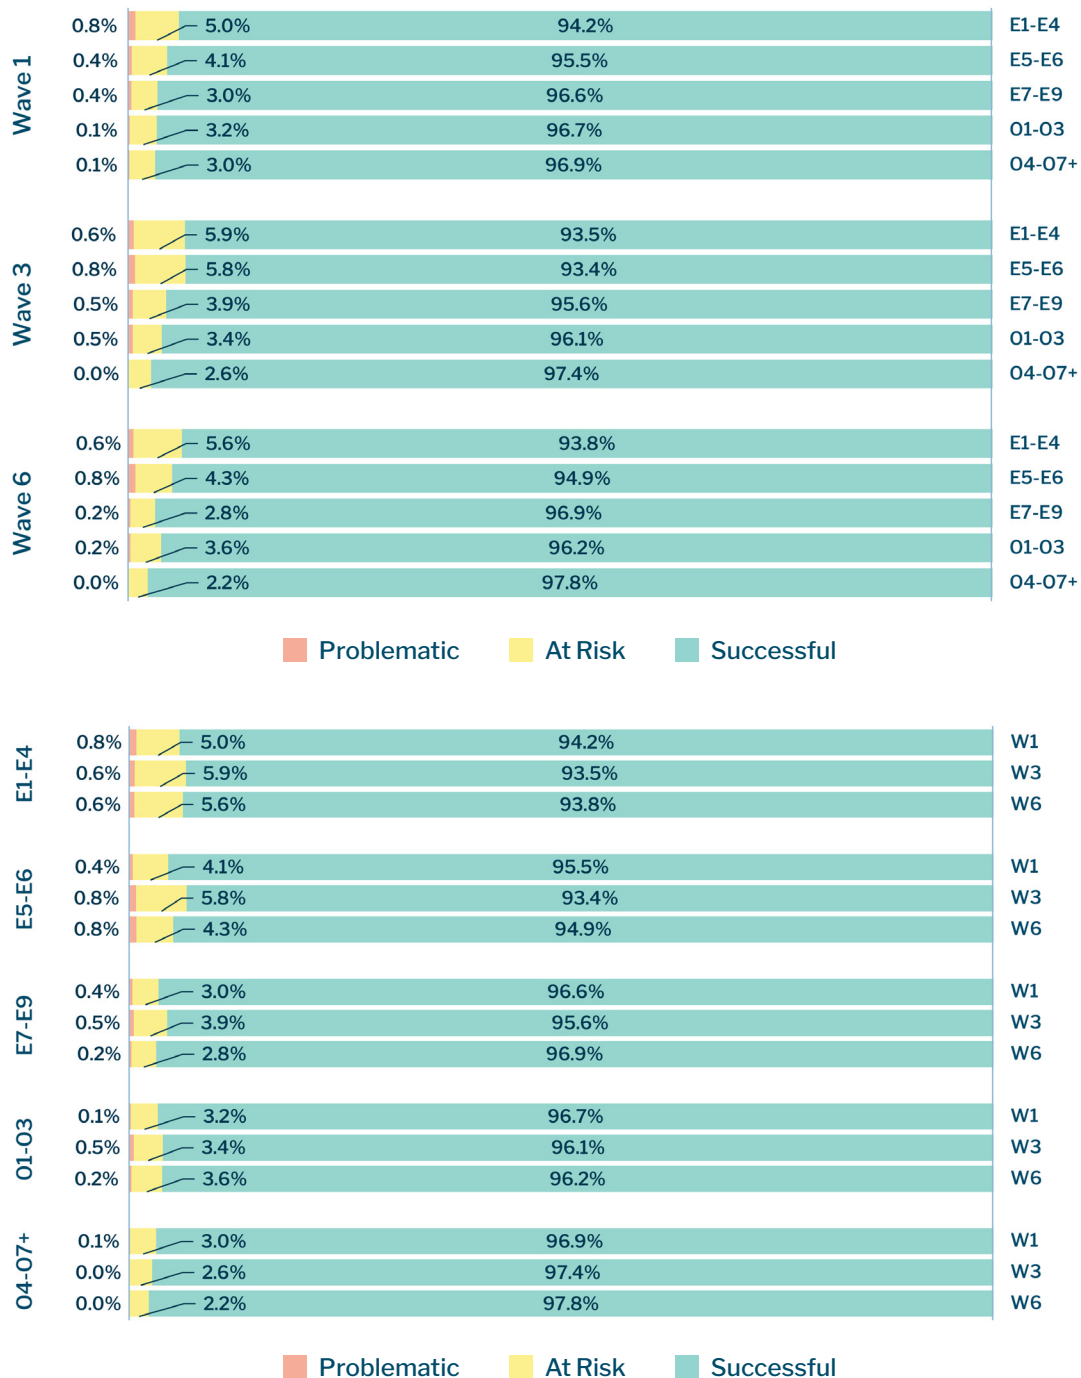 Wave 1
0.8% 5.0% 94.2% E1-E4
0.4% 4.1% 95.5% E5-E6
0.4% 3.0% 96.6% E7-E9
0.1% 3.2% 96.7% O1-O3
0.1% 3.0% 96.9% O4-O7+
Wave 3
0.6% 5.9% 93.5% E1-E4
0.8% 5.8% 93.4% E5-E6
0.5% 3.9% 95.6% E7-E9
0.5% 3.4% 96.1% O1-O3
0.0% 2.6% 97.4% O4-O7+
Wave 6
0.6% 5.6% 93.8% E1-E4
0.8% 4.3% 94.9% E5-E6
0.2% 2.8% 96.9% E7-E9
0.2% 3.6% 96.2% O1-O3
0.0% 2.2% 97.8% O4-O7+
Problematic At Risk Successful
E1-E4
0.8% 5.0% 94.2% W1
0.6% 5.9% 93.5% W3
0.6% 5.6% 93.8% W6
E5-E6
0.4% 4.1% 95.5% W1
0.8% 5.8% 93.4% W3
0.8% 4.3% 94.9% W6
E7-E9
0.4% 3.0% 96.6% W1
0.5% 3.9% 95.6% W3
0.2% 2.8% 96.9% W6
O1-O3
0.1% 3.2% 96.7% W1
0.5% 3.4% 96.1% W3
0.2% 3.6% 96.2% W6
O4-O7+
0.1% 3.0% 96.9% W1
0.0% 2.6% 97.4% W3
0.0% 2.2% 97.8% W6
Problematic At Risk Successful